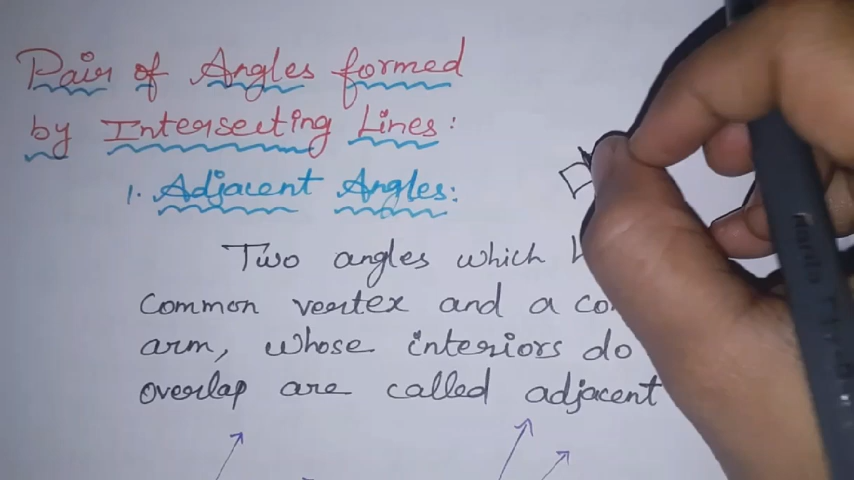 Pair of Angles formed
by Intersecting Lines:
1. Adjacent Angles:
Two angles which
common vertex and a
arm, whose interiors do
overlap are called adjacent